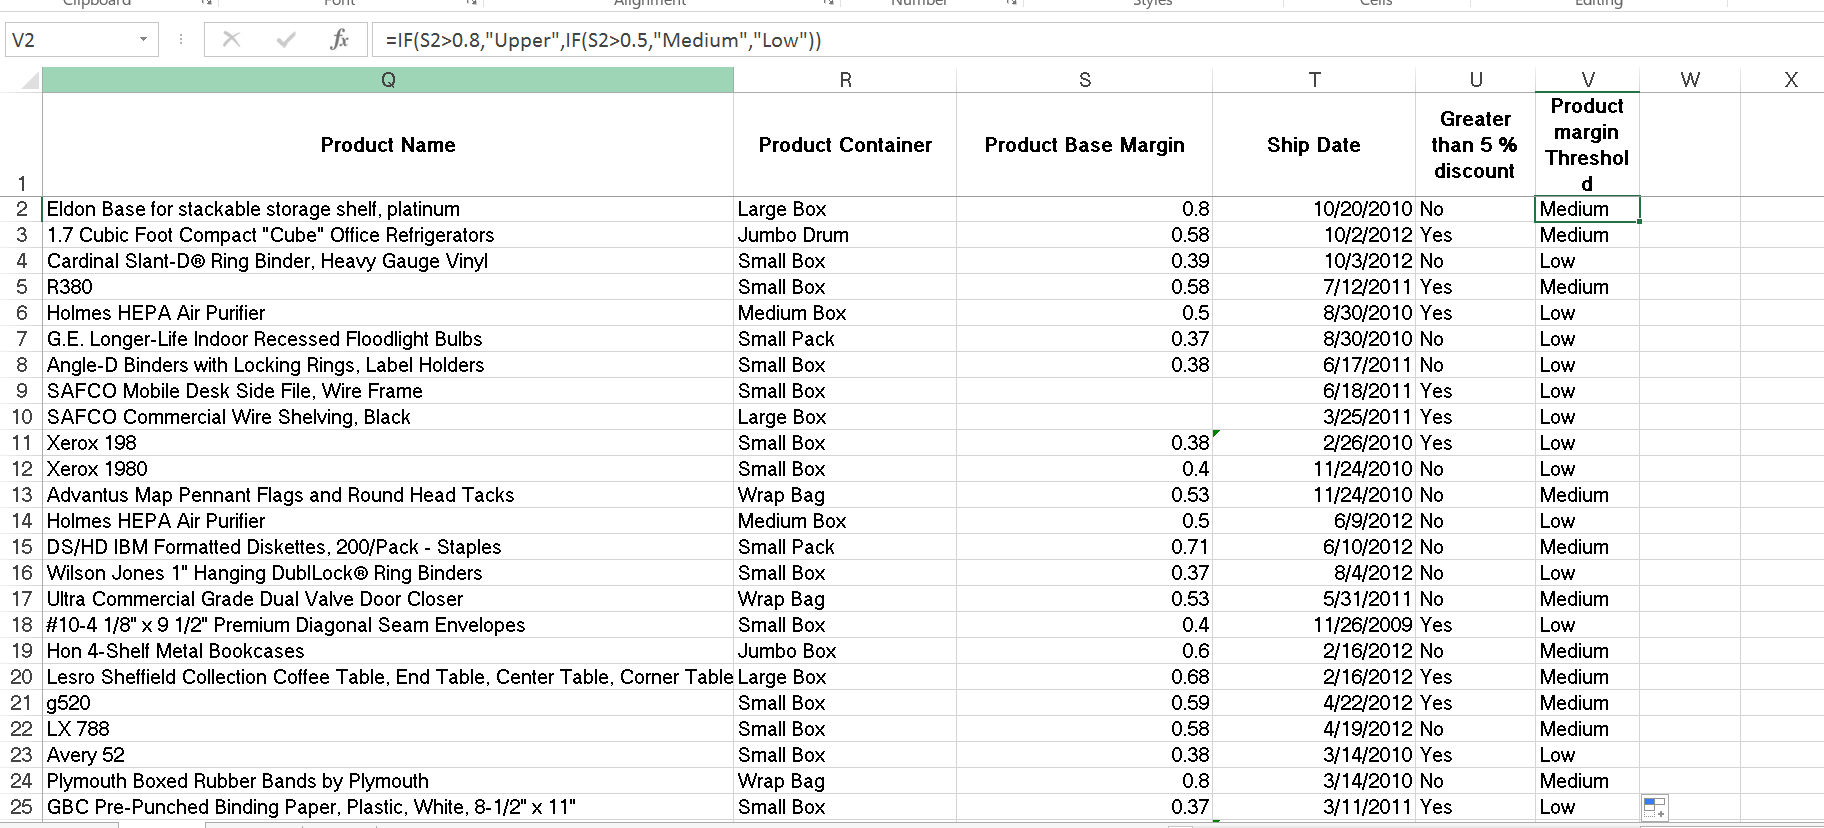 Clipboard Font Alignment Number Styles Cells Editing
V2 fx =IF(S2>0.8,"Upper",IF(S2>0.5,"Medium","Low"))
Q R S T U V W X
1 Product Name Product Container Product Base Margin Ship Date Greater than 5 % discount Product margin Threshold
2 Eldon Base for stackable storage shelf, platinum Large Box 0.8 10/20/2010 No Medium
3 1.7 Cubic Foot Compact "Cube" Office Refrigerators Jumbo Drum 0.58 10/2/2012 Yes Medium
4 Cardinal Slant-D® Ring Binder, Heavy Gauge Vinyl Small Box 0.39 10/3/2012 No Low
5 R380 Small Box 0.58 7/12/2011 Yes Medium
6 Holmes HEPA Air Purifier Medium Box 0.5 8/30/2010 Yes Low
7 G.E. Longer-Life Indoor Recessed Floodlight Bulbs Small Pack 0.37 8/30/2010 No Low
8 Angle-D Binders with Locking Rings, Label Holders Small Box 0.38 6/17/2011 No Low
9 SAFCO Mobile Desk Side File, Wire Frame Small Box 6/18/2011 Yes Low
10 SAFCO Commercial Wire Shelving, Black Large Box 3/25/2011 Yes Low
11 Xerox 198 Small Box 0.38 2/26/2010 Yes Low
12 Xerox 1980 Small Box 0.4 11/24/2010 No Low
13 Advantus Map Pennant Flags and Round Head Tacks Wrap Bag 0.53 11/24/2010 No Medium
14 Holmes HEPA Air Purifier Medium Box 0.5 6/9/2012 No Low
15 DS/HD IBM Formatted Diskettes, 200/Pack - Staples Small Pack 0.71 6/10/2012 No Medium
16 Wilson Jones 1" Hanging DublLock® Ring Binders Small Box 0.37 8/4/2012 No Low
17 Ultra Commercial Grade Dual Valve Door Closer Wrap Bag 0.53 5/31/2011 No Medium
18 #10-4 1/8" x 9 1/2" Premium Diagonal Seam Envelopes Small Box 0.4 11/26/2009 Yes Low
19 Hon 4-Shelf Metal Bookcases Jumbo Box 0.6 2/16/2012 No Medium
20 Lesro Sheffield Collection Coffee Table, End Table, Center Table, Corner Table Large Box 0.68 2/16/2012 Yes Medium
21 g520 Small Box 0.59 4/22/2012 Yes Medium
22 LX 788 Small Box 0.58 4/19/2012 No Medium
23 Avery 52 Small Box 0.38 3/14/2010 Yes Low
24 Plymouth Boxed Rubber Bands by Plymouth Wrap Bag 0.8 3/14/2010 No Medium
25 GBC Pre-Punched Binding Paper, Plastic, White, 8-1/2" x 11" Small Box 0.37 3/11/2011 Yes Low